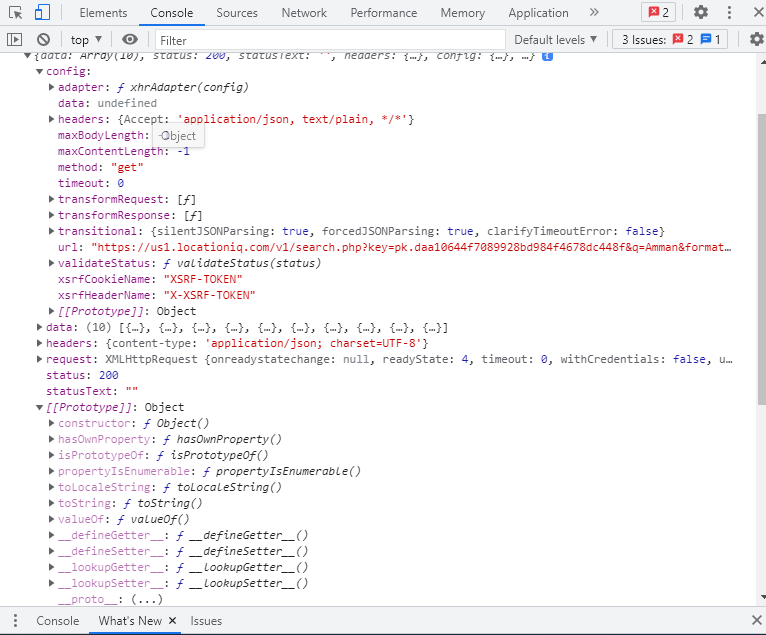 Elements Console Sources Network Performance Memory Application » 2
top ▼ Filter Default levels ▼ 3 Issues: 2 1
▼{data: Array(10), status: 200, statusText: '', headers: {…}, config: {…}, …} i
▼config:
▶adapter: ƒ xhrAdapter(config)
data: undefined
▶headers: {Accept: 'application/json, text/plain, */*'}
maxBodyLength: Object
maxContentLength: -1
method: "get"
timeout: 0
▶transformRequest: [ƒ]
▶transformResponse: [ƒ]
▶transitional: {silentJSONParsing: true, forcedJSONParsing: true, clarifyTimeoutError: false}
url: "https://us1.locationiq.com/v1/search.php?key=pk.daa10644f7089928bd984f4678dc448f&q=Amman&format…
▶validateStatus: ƒ validateStatus(status)
xsrfCookieName: "XSRF-TOKEN"
xsrfHeaderName: "X-XSRF-TOKEN"
▶[[Prototype]]: Object
▶data: (10) [{…}, {…}, {…}, {…}, {…}, {…}, {…}, {…}, {…}, {…}]
▶headers: {content-type: 'application/json; charset=UTF-8'}
▶request: XMLHttpRequest {onreadystatechange: null, readyState: 4, timeout: 0, withCredentials: false, u…
status: 200
statusText: ""
▼[[Prototype]]: Object
▶constructor: ƒ Object()
▶hasOwnProperty: ƒ hasOwnProperty()
▶isPrototypeOf: ƒ isPrototypeOf()
▶propertyIsEnumerable: ƒ propertyIsEnumerable()
▶toLocaleString: ƒ toLocaleString()
▶toString: ƒ toString()
▶valueOf: ƒ valueOf()
▶__defineGetter__: ƒ __defineGetter__()
▶__defineSetter__: ƒ __defineSetter__()
▶__lookupGetter__: ƒ __lookupGetter__()
▶__lookupSetter__: ƒ __lookupSetter__()
__proto__: (...)
Console What's New × Issues